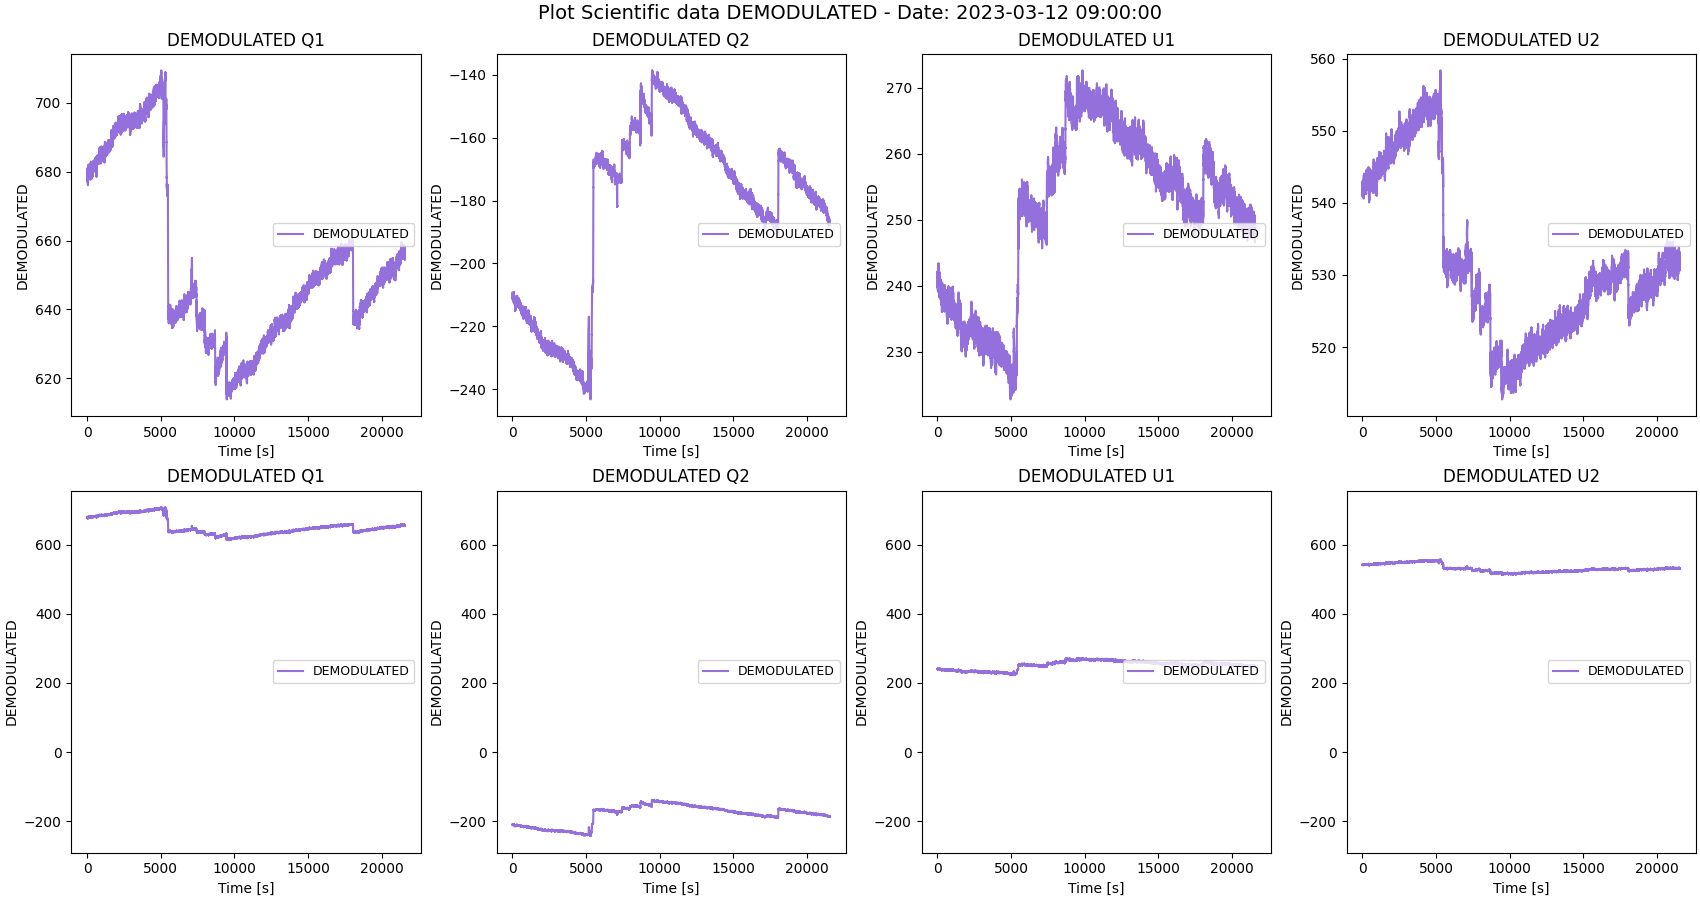 Plot Scientific data DEMODULATED - Date: 2023-03-12 09:00:00
DEMODULATED Q1
DEMODULATED
700
680
660
640
620
DEMODULATED
0 5000 10000 15000 20000
Time [s]
DEMODULATED Q2
DEMODULATED
−140
−160
−180
−200
−220
−240
DEMODULATED
0 5000 10000 15000 20000
Time [s]
DEMODULATED U1
DEMODULATED
270
260
250
240
230
DEMODULATED
0 5000 10000 15000 20000
Time [s]
DEMODULATED U2
DEMODULATED
560
550
540
530
520
DEMODULATED
0 5000 10000 15000 20000
Time [s]
DEMODULATED Q1
DEMODULATED
600
400
200
0
−200
DEMODULATED
0 5000 10000 15000 20000
Time [s]
DEMODULATED Q2
DEMODULATED
600
400
200
0
−200
DEMODULATED
0 5000 10000 15000 20000
Time [s]
DEMODULATED U1
DEMODULATED
600
400
200
0
−200
DEMODULATED
0 5000 10000 15000 20000
Time [s]
DEMODULATED U2
DEMODULATED
600
400
200
0
−200
DEMODULATED
0 5000 10000 15000 20000
Time [s]